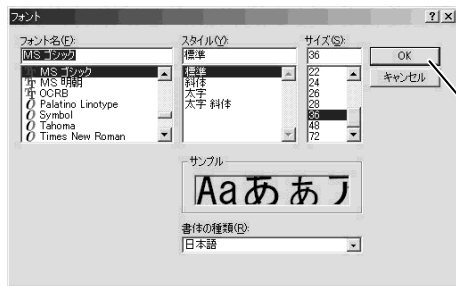 フォント
フォント名(F):
MS ゴシック
MS ゴシック
MS 明朝
OCRB
Palatino Linotype
Symbol
Tahoma
Times New Roman
スタイル(Y):
標準
標準
斜体
太字
太字 斜体
サイズ(S):
36
22
24
26
28
36
48
72
OK
キャンセル
サンプル
Aaあぁア
書体の種類(R):
日本語